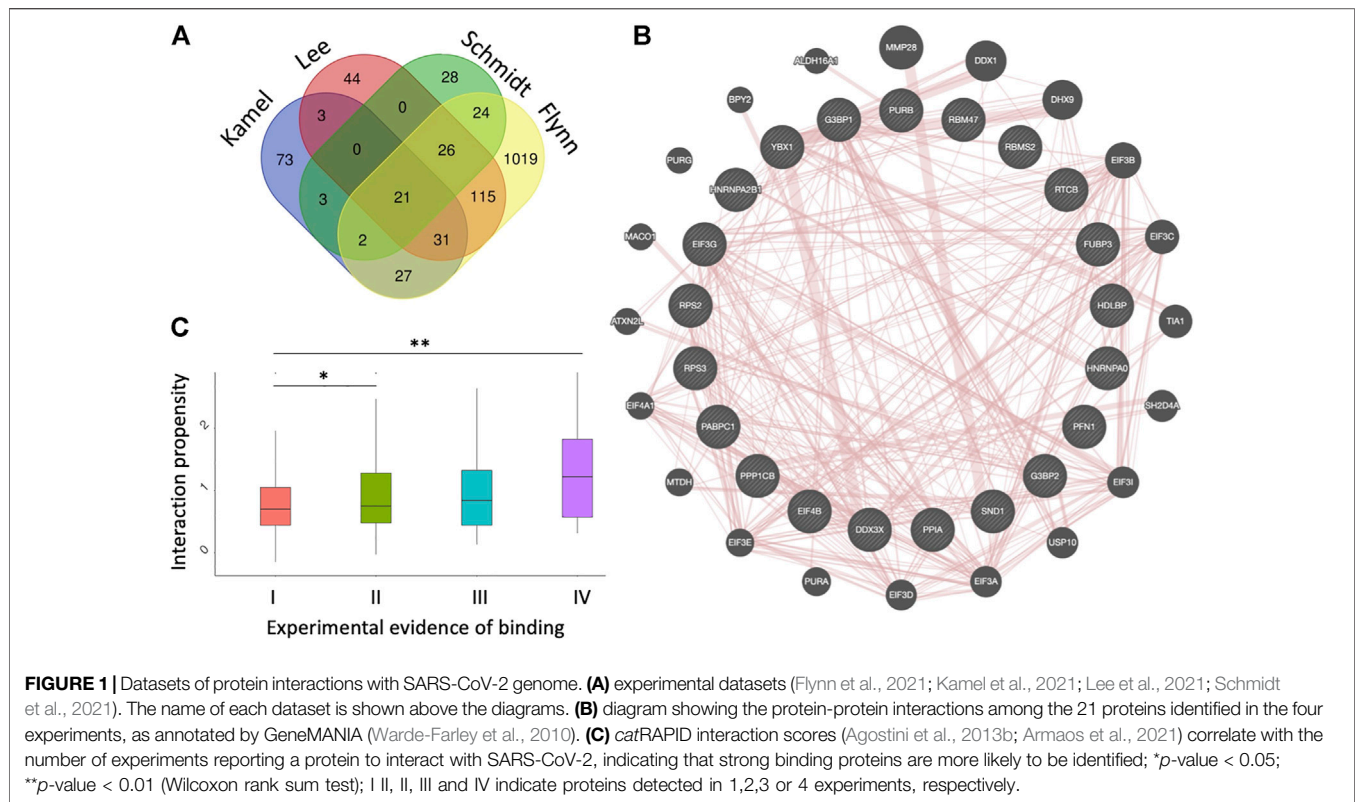 A
Kamel
Lee
Schmidt
Flynn
44
28
3
0
24
73
0
26
1019
3
21
115
2
31
27
B
MMP28
ALDH16A1
DDX1
BPY2
G3BP1
PURB
RBM47
DHX9
YBX1
RBMS2
PURG
EIF3B
HNRNPA2B1
RTCB
MACO1
EIF3G
FUBP3
EIF3C
RPS2
HDLBP
ATXN2L
TIA1
RPS3
HNRNPA0
EIF4A1
SH2D4A
PABPC1
PFN1
MTDH
PPP1CB
G3BP2
EIF3I
EIF4B
SND1
DDX3X
PPIA
EIF3E
USP10
PURA
EIF3A
EIF3D
C
**
*
Interaction propensity
2
1
0
I II III IV
Experimental evidence of binding
FIGURE 1 | Datasets of protein interactions with SARS-CoV-2 genome. (A) experimental datasets (Flynn et al., 2021; Kamel et al., 2021; Lee et al., 2021; Schmidt
et al., 2021). The name of each dataset is shown above the diagrams. (B) diagram showing the protein-protein interactions among the 21 proteins identified in the four
experiments, as annotated by GeneMANIA (Warde-Farley et al., 2010). (C) catRAPID interaction scores (Agostini et al., 2013b; Armaos et al., 2021) correlate with the
number of experiments reporting a protein to interact with SARS-CoV-2, indicating that strong binding proteins are more likely to be identified; *p-value < 0.05;
**p-value < 0.01 (Wilcoxon rank sum test); I II, II, III and IV indicate proteins detected in 1,2,3 or 4 experiments, respectively.